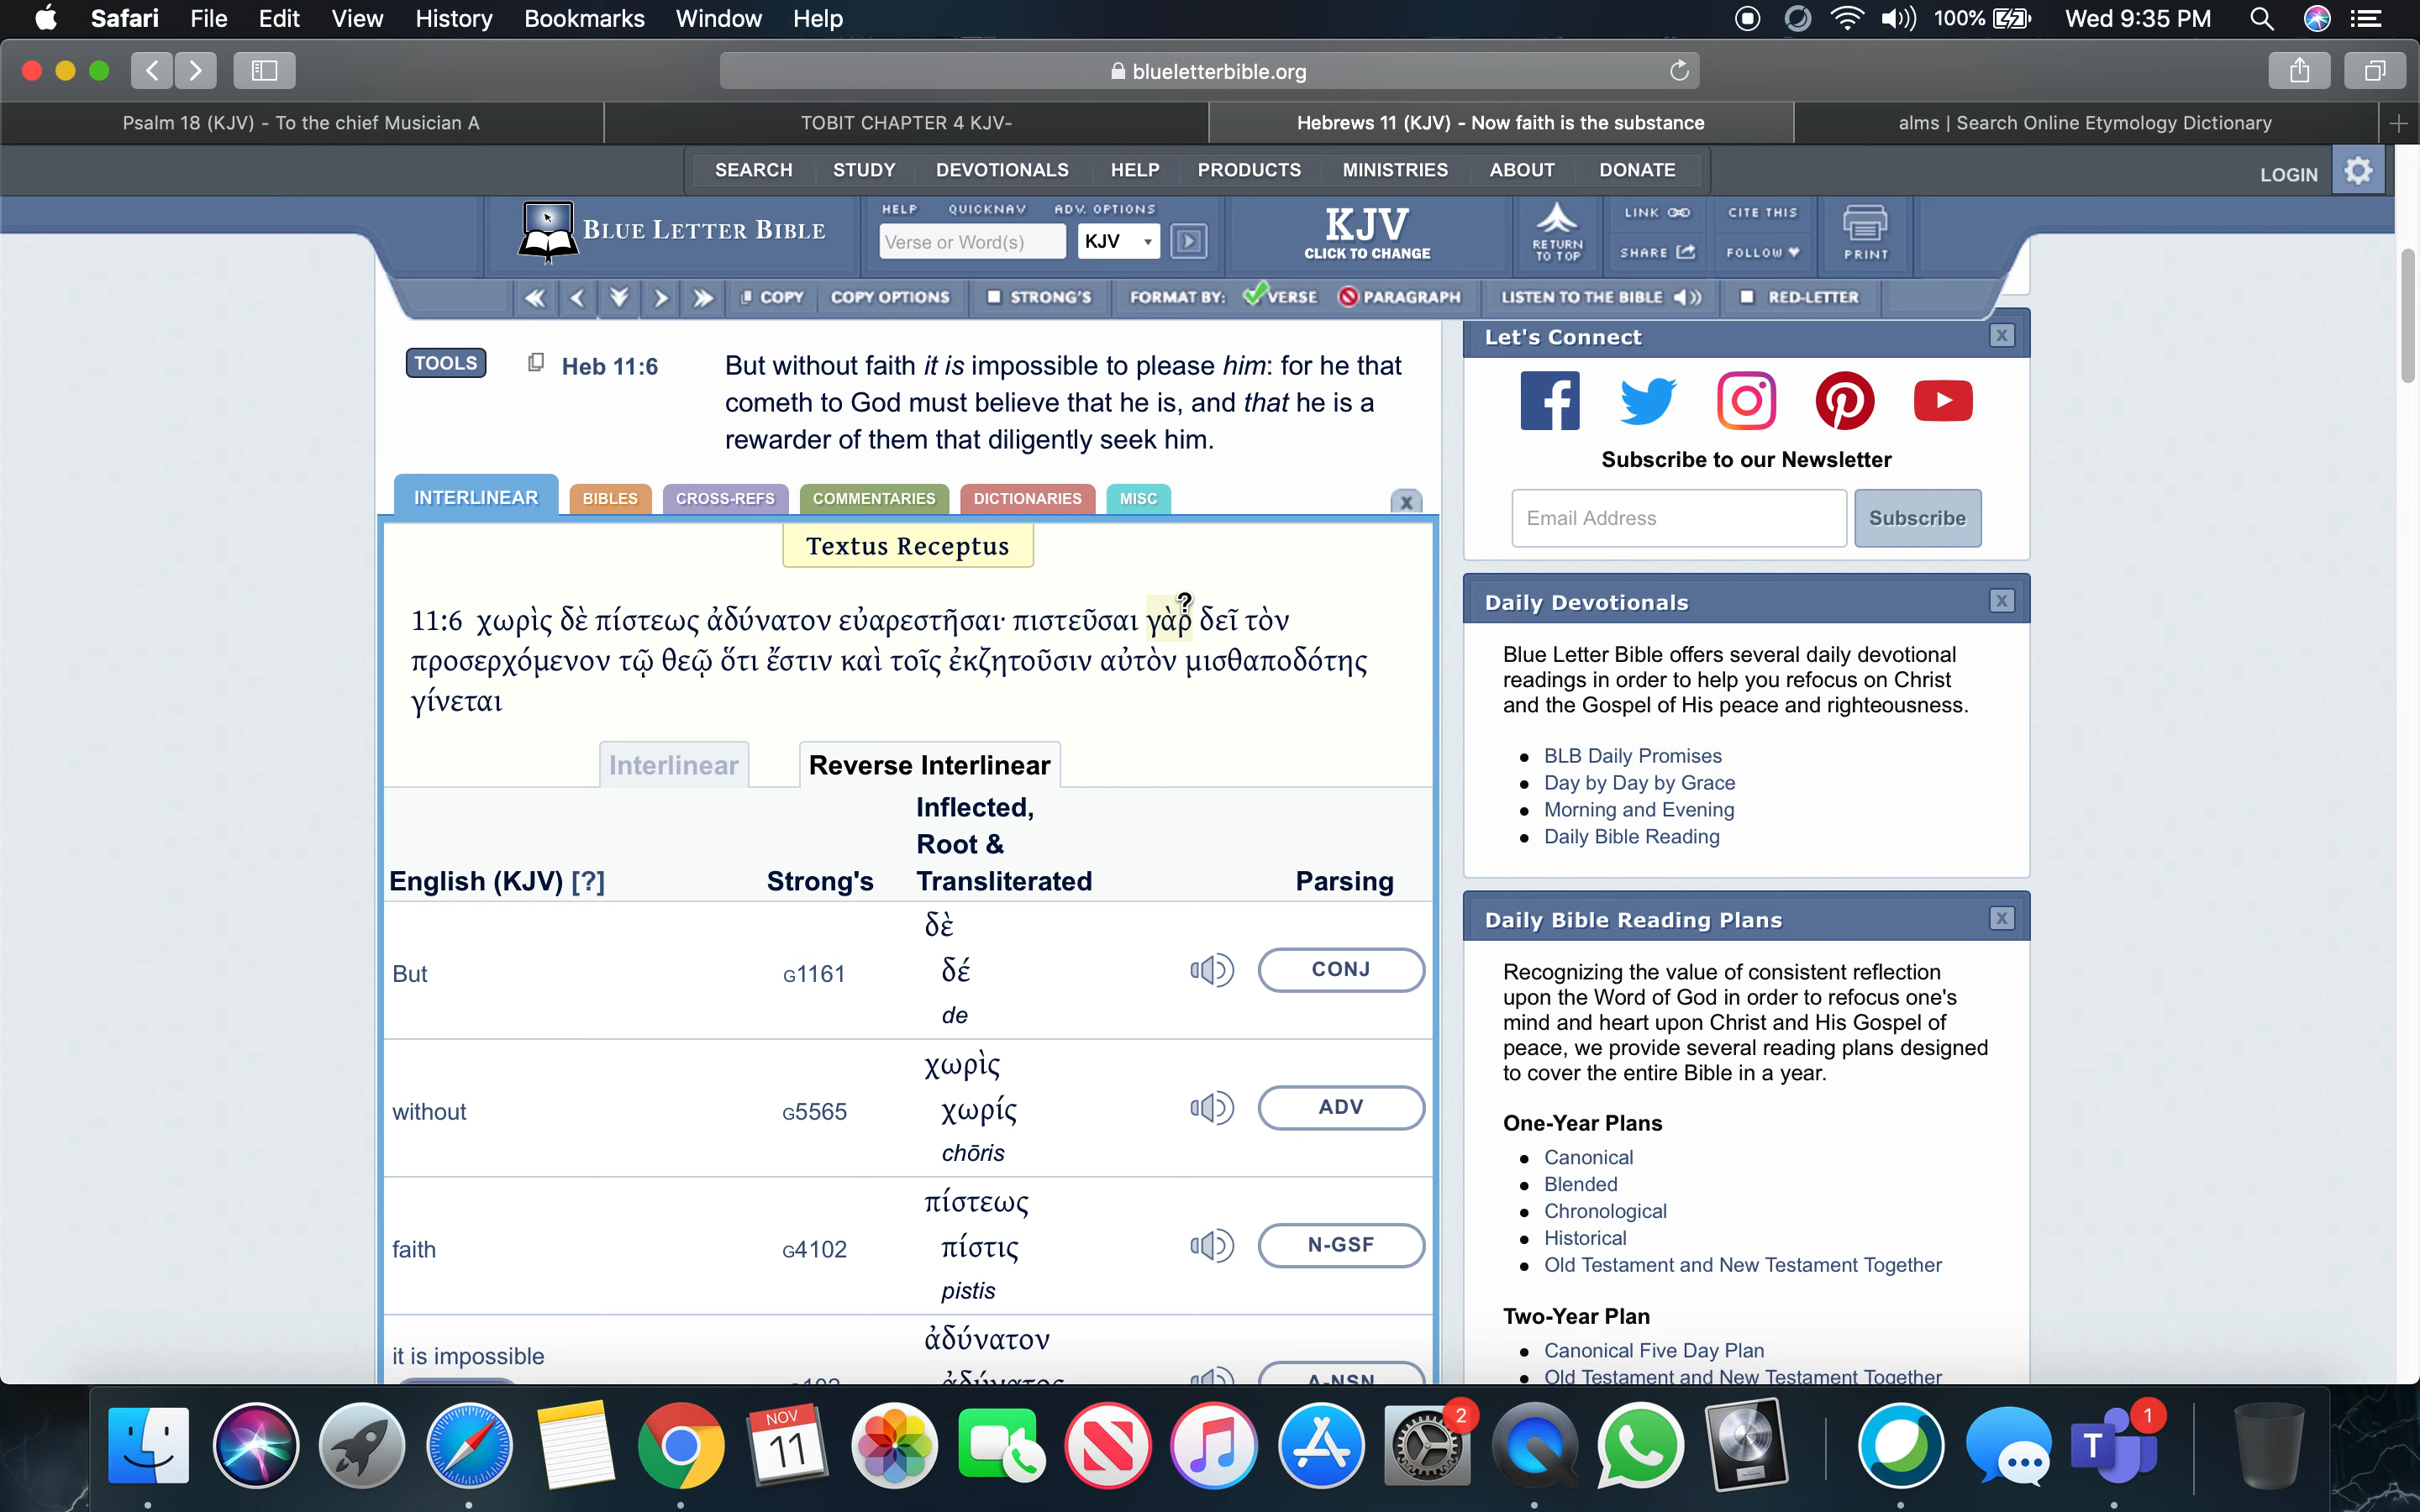 Safari File Edit View History Bookmarks Window Help 100% Wed 9:35 PM
blueletterbible.org
Psalm 18 (KJV) - To the chief Musician A
TOBIT CHAPTER 4 KJV-
Hebrews 11 (KJV) - Now faith is the substance
alms | Search Online Etymology Dictionary
SEARCH STUDY DEVOTIONALS HELP PRODUCTS MINISTRIES ABOUT DONATE
LOGIN
BLUE LETTER BIBLE
HELP QUICKNAV ADV. OPTIONS
Verse or Word(s) KJV
KJV
CLICK TO CHANGE
RETURN
TO TOP
LINK
SHARE
CITE THIS
FOLLOW
PRINT
COPY COPY OPTIONS STRONG'S FORMAT BY: VERSE PARAGRAPH LISTEN TO THE BIBLE RED-LETTER
TOOLS Heb 11:6 But without faith it is impossible to please him: for he that
cometh to God must believe that he is, and that he is a
rewarder of them that diligently seek him.
INTERLINEAR BIBLES CROSS-REFS COMMENTARIES DICTIONARIES MISC X
Textus Receptus
11:6 χωρὶς δὲ πίστεως ἀδύνατον εὐαρεστῆσαι· πιστεῦσαι γὰρ δεῖ τὸν
προσερχόμενον τῷ θεῷ ὅτι ἔστιν καὶ τοῖς ἐκζητοῦσιν αὐτὸν μισθαποδότης
γίνεται
Interlinear Reverse Interlinear
Inflected,
Root &
English (KJV) [?] Strong's Transliterated Parsing
δὲ
But G1161 δέ CONJ
de
χωρὶς
without G5565 χωρίς ADV
chōris
πίστεως
faith G4102 πίστις N-GSF
pistis
ἀδύνατον
it is impossible
Let's Connect X
Subscribe to our Newsletter
Email Address Subscribe
Daily Devotionals X
Blue Letter Bible offers several daily devotional
readings in order to help you refocus on Christ
and the Gospel of His peace and righteousness.
BLB Daily Promises
Day by Day by Grace
Morning and Evening
Daily Bible Reading
Daily Bible Reading Plans X
Recognizing the value of consistent reflection
upon the Word of God in order to refocus one's
mind and heart upon Christ and His Gospel of
peace, we provide several reading plans designed
to cover the entire Bible in a year.
One-Year Plans
Canonical
Blended
Chronological
Historical
Old Testament and New Testament Together
Two-Year Plan
Canonical Five Day Plan
Old Testament and New Testament Together
NOV
11
2
T
1